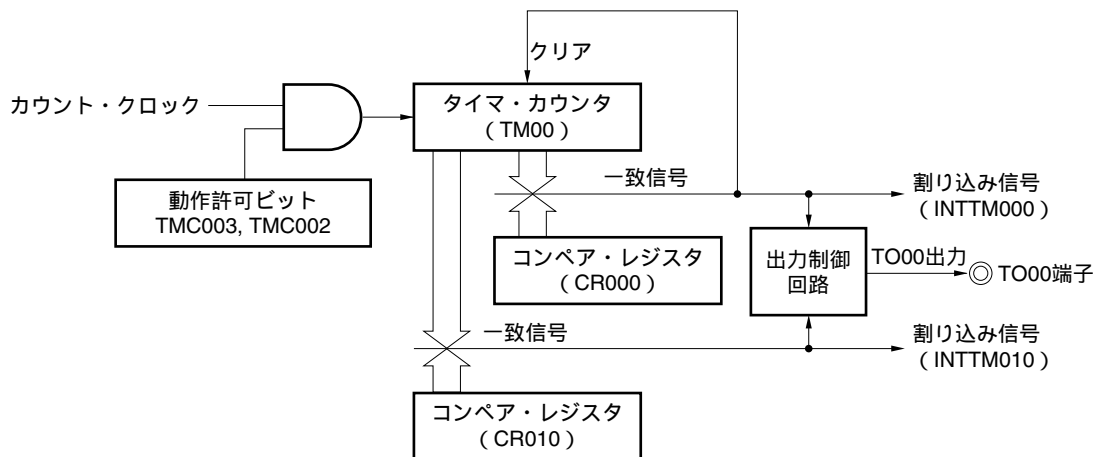 クリア
カウント・クロック
タイマ・カウンタ
（TM00）
動作許可ビット
TMC003, TMC002
一致信号
割り込み信号
（INTTM000）
コンペア・レジスタ
（CR000）
出力制御
回路
TO00出力
TO00端子
一致信号
割り込み信号
（INTTM010）
コンペア・レジスタ
（CR010）